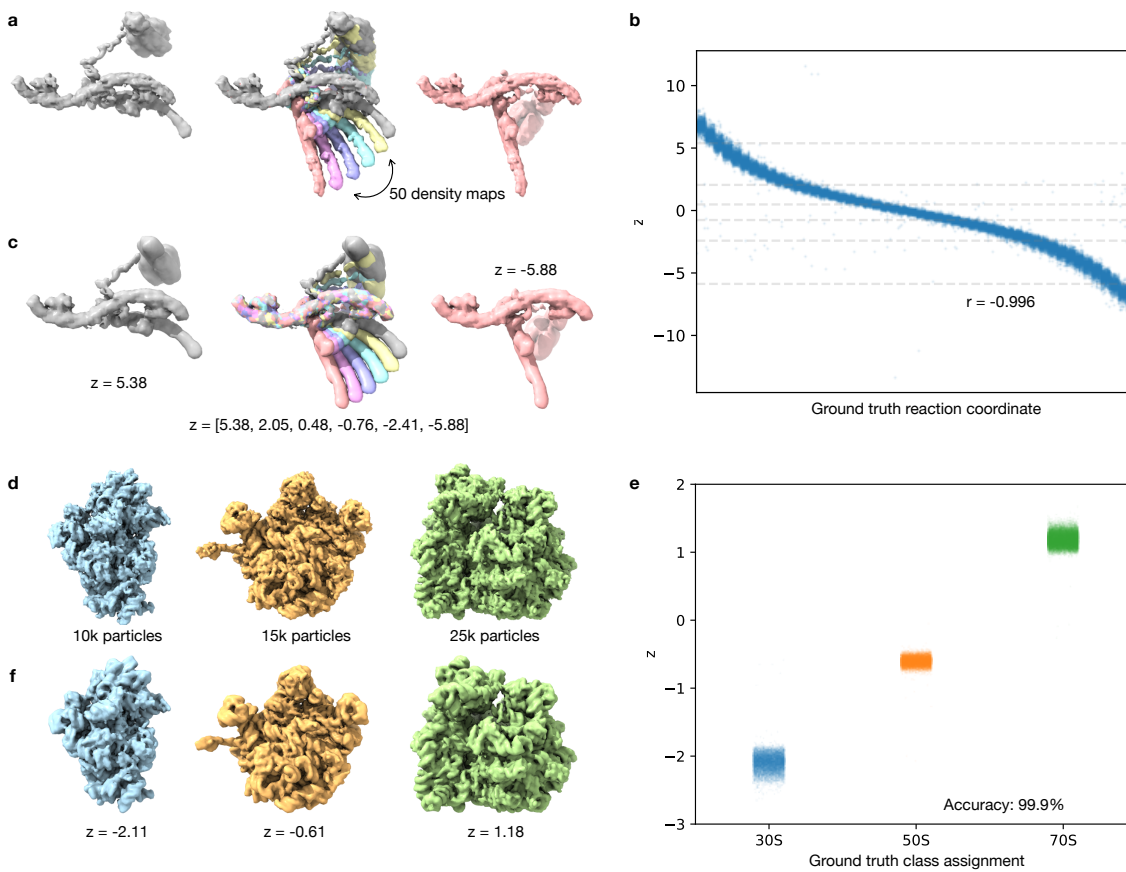 a
50 density maps
b
10
5
0
−5
−10
z
r = -0.996
Ground truth reaction coordinate
c
z = 5.38
z = -5.88
z = [5.38, 2.05, 0.48, -0.76, -2.41, -5.88]
d
10k particles
15k particles
25k particles
e
2
1
0
−1
−2
−3
z
Accuracy: 99.9%
30S
50S
70S
Ground truth class assignment
f
z = -2.11
z = -0.61
z = 1.18